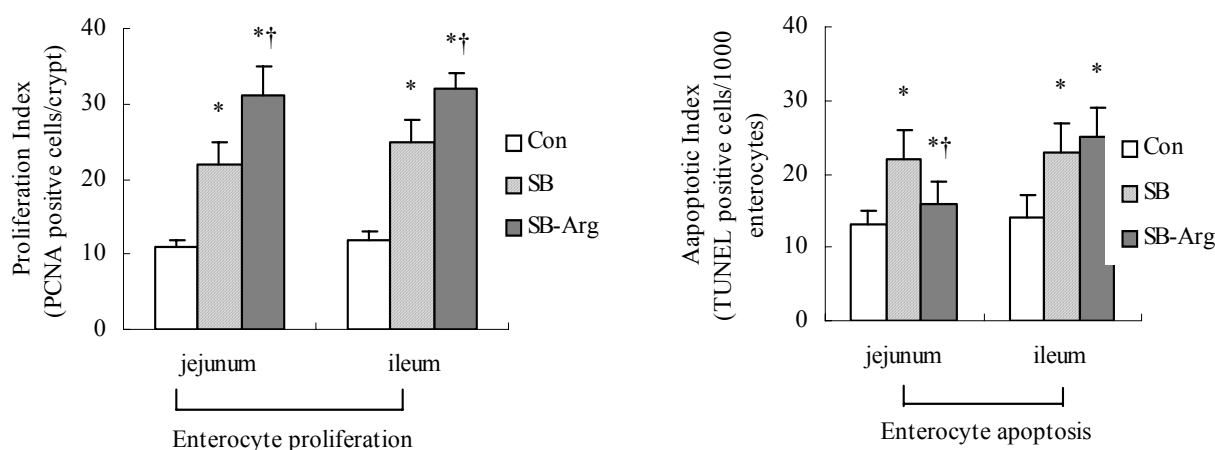 Proliferation Index
(PCNA positve cells/crypt)
40
30
20
10
0
*
*†
*
*†
Con
SB
SB-Arg
jejunum
ileum
Enterocyte proliferation
Aapoptotic Index
(TUNEL positive cells/1000
enterocytes)
40
30
20
10
0
*
*†
*
*
Con
SB
SB-Arg
jejunum
ileum
Enterocyte apoptosis